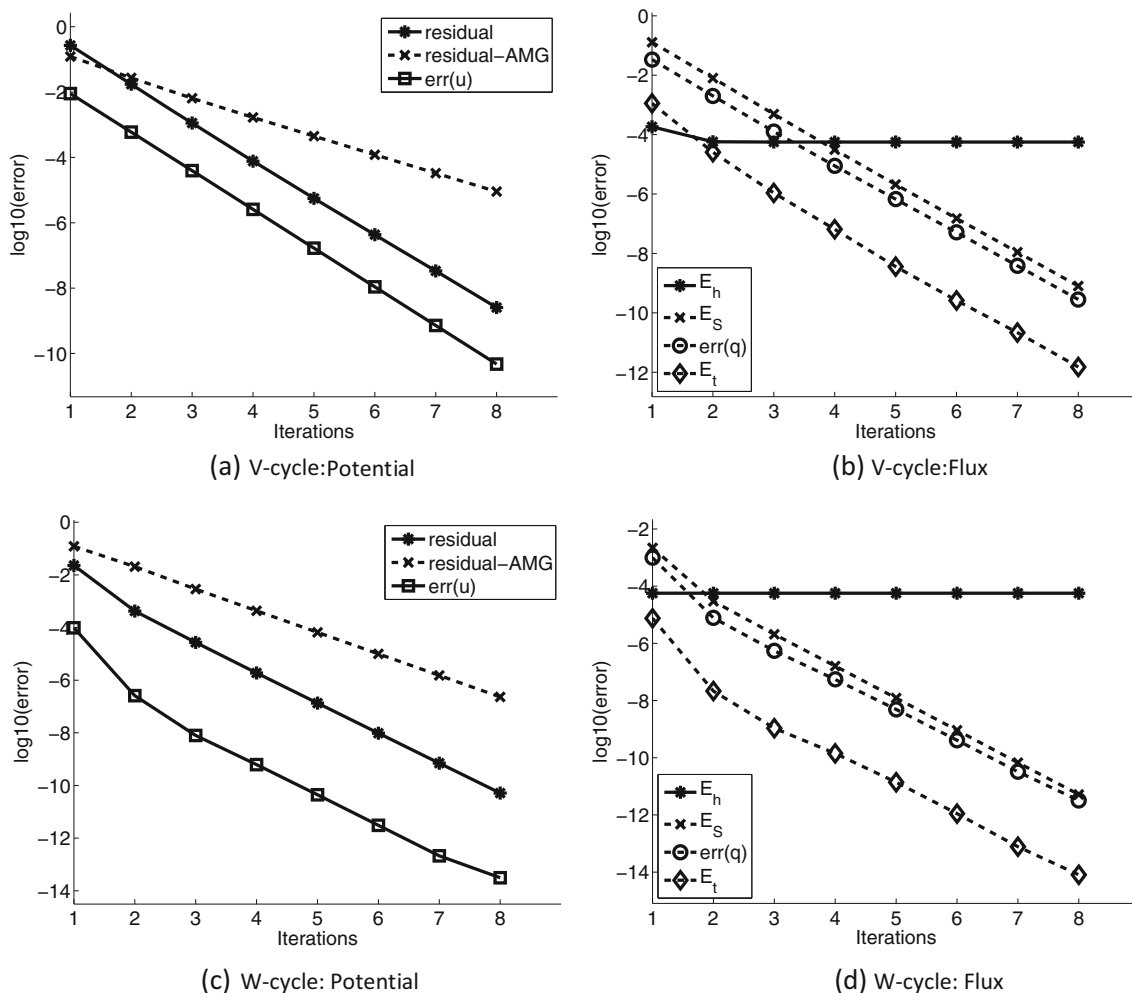 0
−2
−4
−6
−8
−10
log10(error)
1 2 3 4 5 6 7 8
Iterations
residual
residual−AMG
err(u)
(a) V-cycle:Potential
0
−2
−4
−6
−8
−10
−12
log10(error)
1 2 3 4 5 6 7 8
Iterations
E_h
E_S
err(q)
E_t
(b) V-cycle:Flux
0
−2
−4
−6
−8
−10
−12
−14
log10(error)
1 2 3 4 5 6 7 8
Iterations
residual
residual−AMG
err(u)
(c) W-cycle: Potential
−2
−4
−6
−8
−10
−12
−14
log10(error)
1 2 3 4 5 6 7 8
Iterations
E_h
E_S
err(q)
E_t
(d) W-cycle: Flux